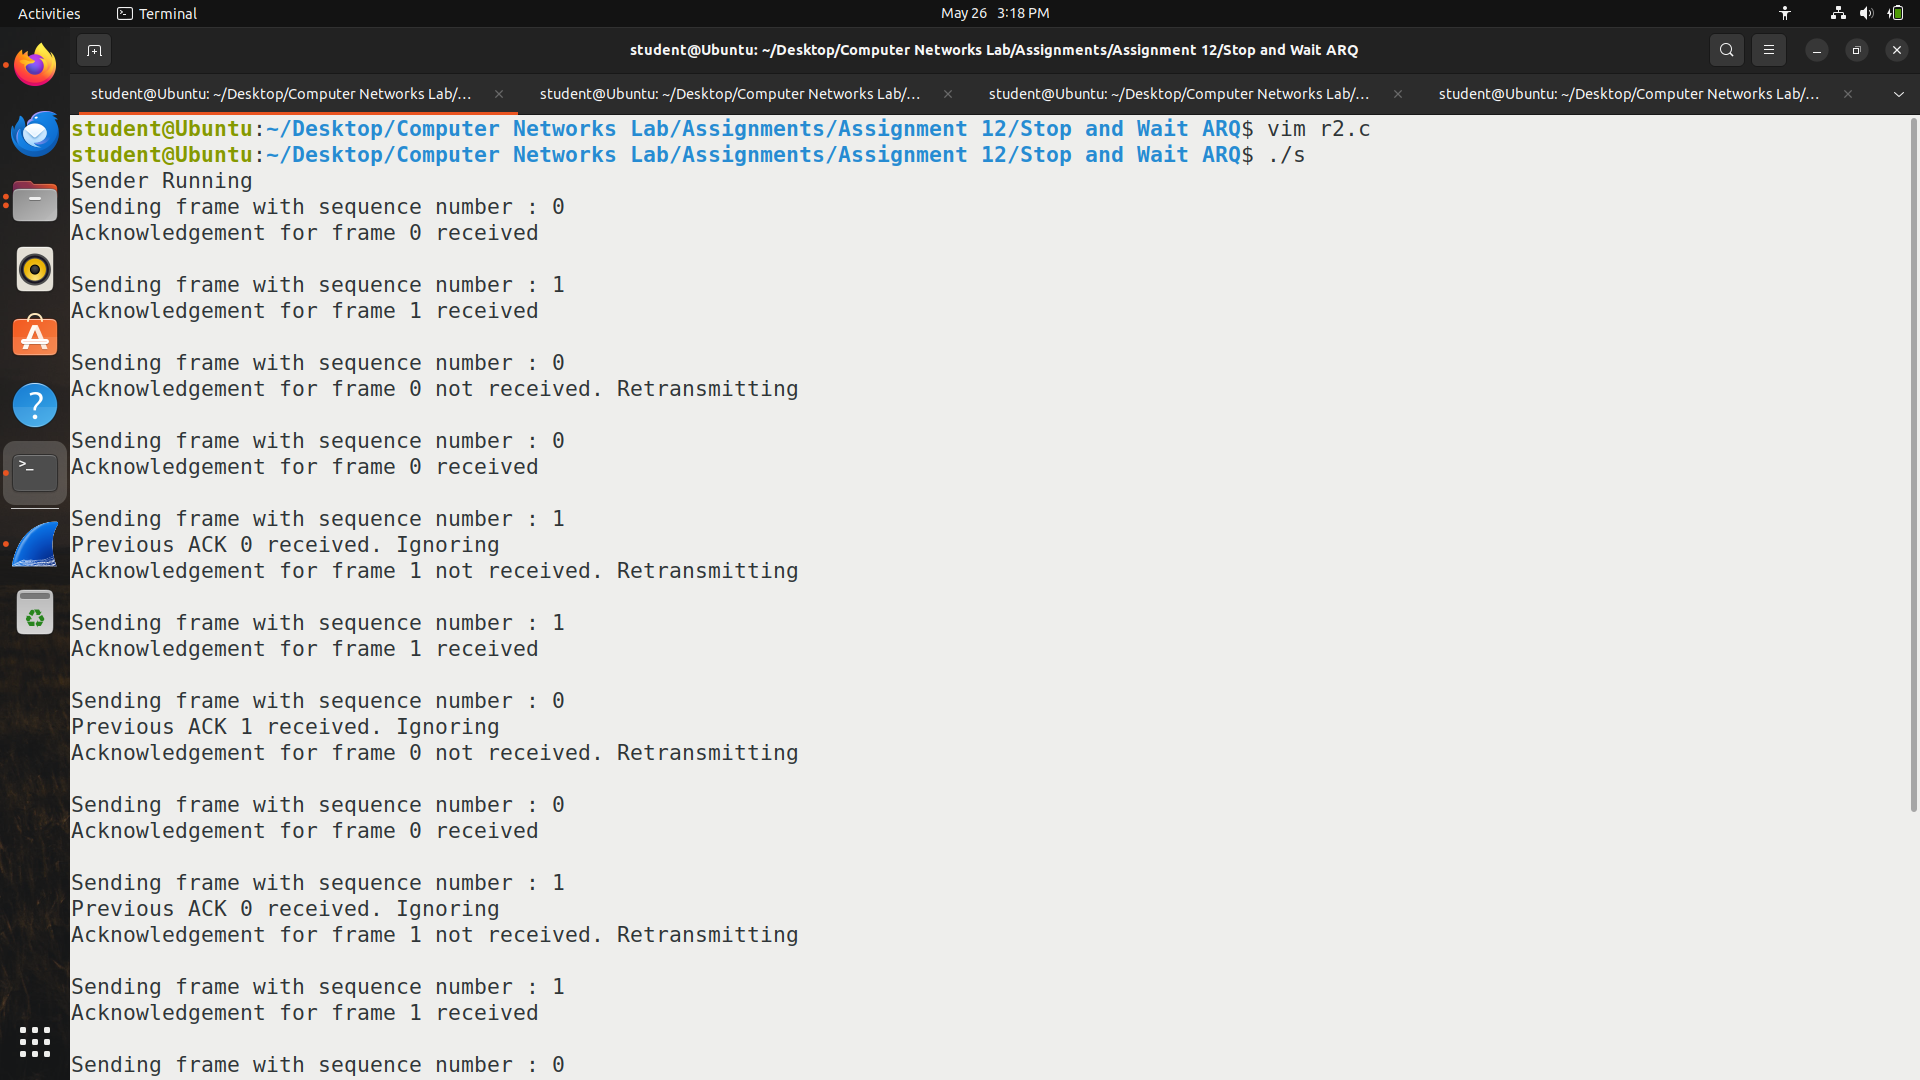 Activities
Terminal
May 26 3:18 PM
student@Ubuntu: ~/Desktop/Computer Networks Lab/Assignments/Assignment 12/Stop and Wait ARQ
student@Ubuntu: ~/Desktop/Computer Networks Lab/...
student@Ubuntu: ~/Desktop/Computer Networks Lab/...
student@Ubuntu: ~/Desktop/Computer Networks Lab/...
student@Ubuntu: ~/Desktop/Computer Networks Lab/...
student@Ubuntu:~/Desktop/Computer Networks Lab/Assignments/Assignment 12/Stop and Wait ARQ$ vim r2.c
student@Ubuntu:~/Desktop/Computer Networks Lab/Assignments/Assignment 12/Stop and Wait ARQ$ ./s
Sender Running
Sending frame with sequence number : 0
Acknowledgement for frame 0 received
Sending frame with sequence number : 1
Acknowledgement for frame 1 received
Sending frame with sequence number : 0
Acknowledgement for frame 0 not received. Retransmitting
Sending frame with sequence number : 0
Acknowledgement for frame 0 received
Sending frame with sequence number : 1
Previous ACK 0 received. Ignoring
Acknowledgement for frame 1 not received. Retransmitting
Sending frame with sequence number : 1
Acknowledgement for frame 1 received
Sending frame with sequence number : 0
Previous ACK 1 received. Ignoring
Acknowledgement for frame 0 not received. Retransmitting
Sending frame with sequence number : 0
Acknowledgement for frame 0 received
Sending frame with sequence number : 1
Previous ACK 0 received. Ignoring
Acknowledgement for frame 1 not received. Retransmitting
Sending frame with sequence number : 1
Acknowledgement for frame 1 received
Sending frame with sequence number : 0